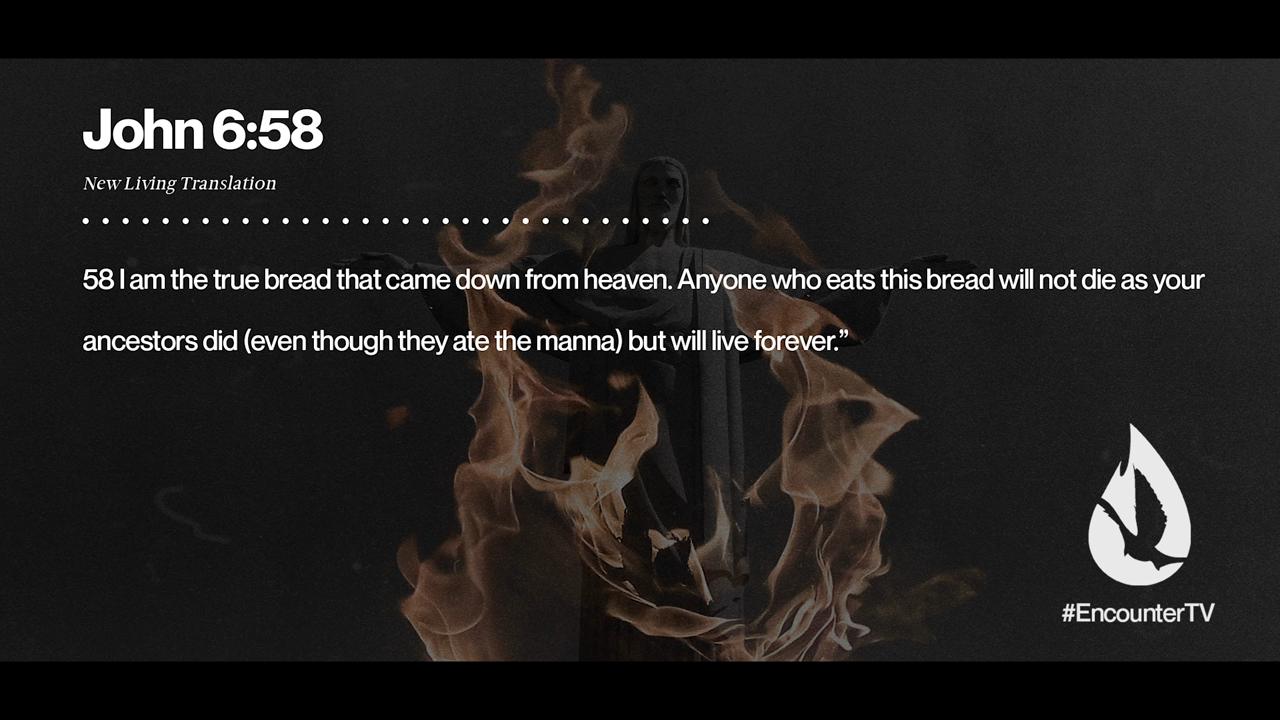 John 6:58
New Living Translation
58 I am the true bread that came down from heaven. Anyone who eats this bread will not die as your
ancestors did (even though they ate the manna) but will live forever.”
#EncounterTV